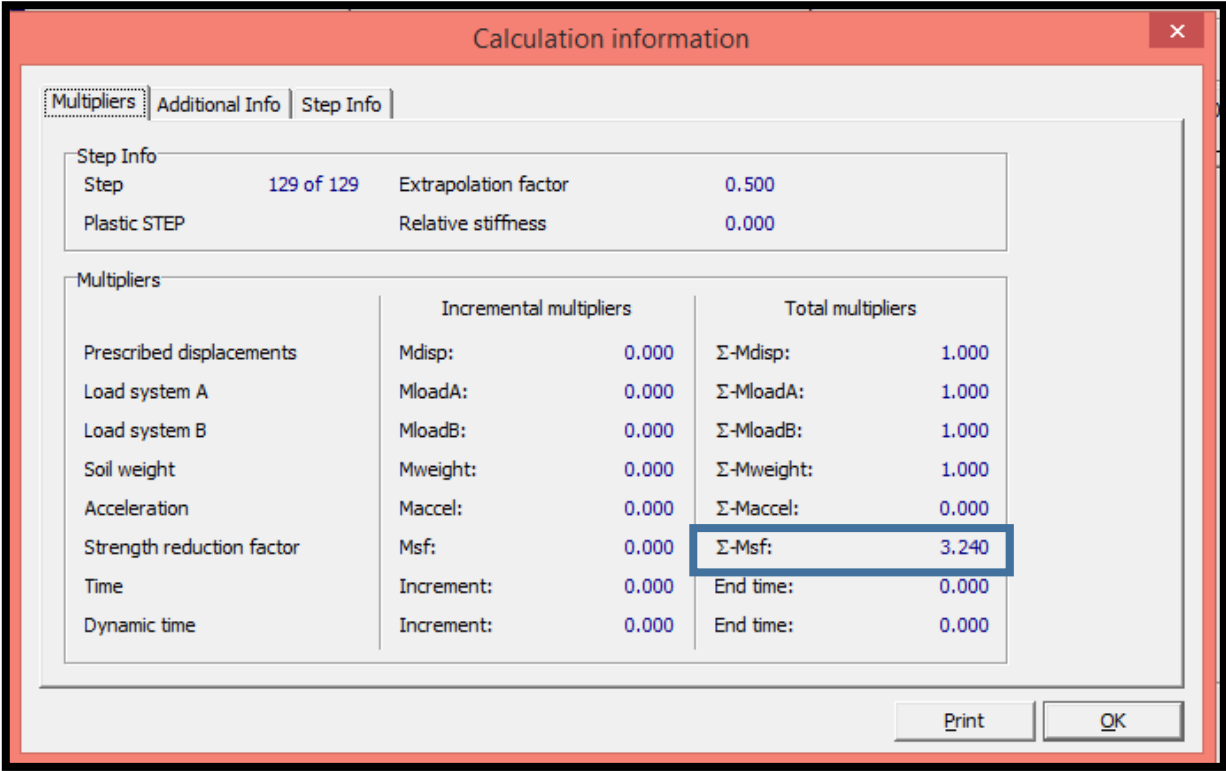 Calculation information
Multipliers Additional Info Step Info
Step Info
Step 129 of 129 Extrapolation factor 0.500
Plastic STEP Relative stiffness 0.000
Multipliers
Incremental multipliers Total multipliers
Prescribed displacements Mdisp: 0.000 Σ-Mdisp: 1.000
Load system A MloadA: 0.000 Σ-MloadA: 1.000
Load system B MloadB: 0.000 Σ-MloadB: 1.000
Soil weight Mweight: 0.000 Σ-Mweight: 1.000
Acceleration Maccel: 0.000 Σ-Maccel: 0.000
Strength reduction factor Msf: 0.000 Σ-Msf: 3.240
Time Increment: 0.000 End time: 0.000
Dynamic time Increment: 0.000 End time: 0.000
Print OK